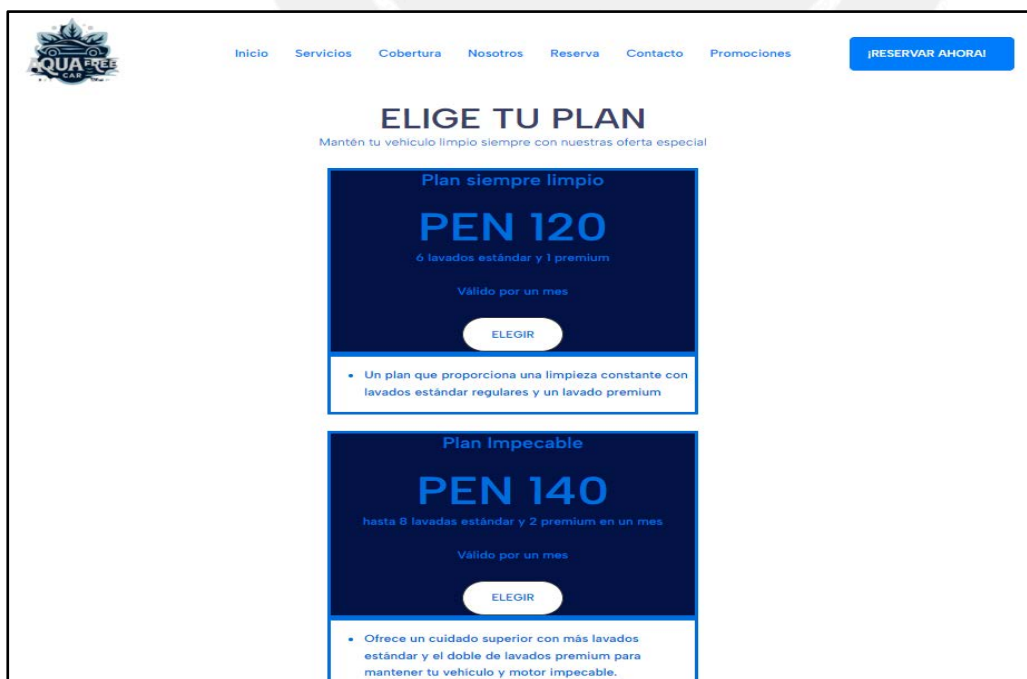 AQUA FREE
CAR
Inicio Servicios Cobertura Nosotros Reserva Contacto Promociones ¡RESERVAR AHORA!
ELIGE TU PLAN
Mantén tu vehiculo limpio siempre con nuestras oferta especial
Plan siempre limpio
PEN 120
6 lavados estándar y 1 premium
Válido por un mes
ELEGIR
• Un plan que proporciona una limpieza constante con
lavados estándar regulares y un lavado premium
Plan Impecable
PEN 140
hasta 8 lavadas estándar y 2 premium en un mes
Válido por un mes
ELEGIR
• Ofrece un cuidado superior con más lavados
estándar y el doble de lavados premium para
mantener tu vehículo y motor impecable.